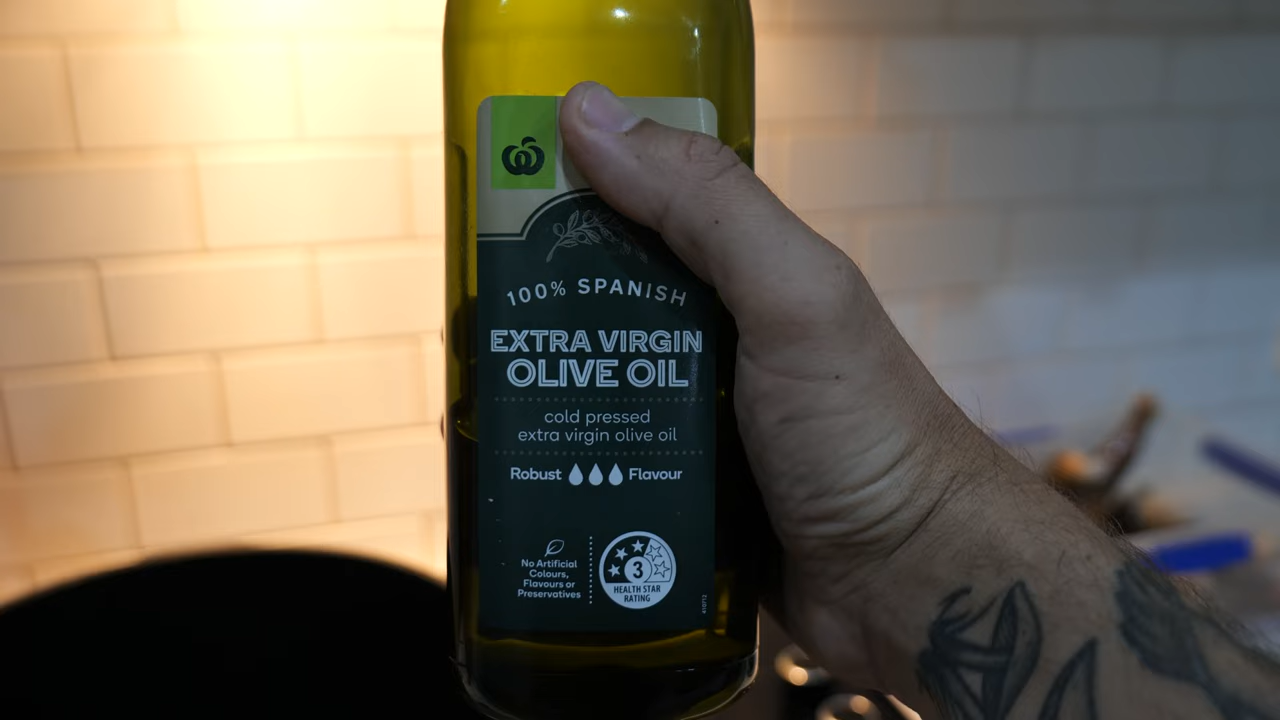 100% SPANISH
EXTRA VIRGIN
OLIVE OIL
cold pressed
extra virgin olive oil
Robust Flavour
No Artificial
Colours,
Flavours or
Preservatives
3
HEALTH STAR
RATING